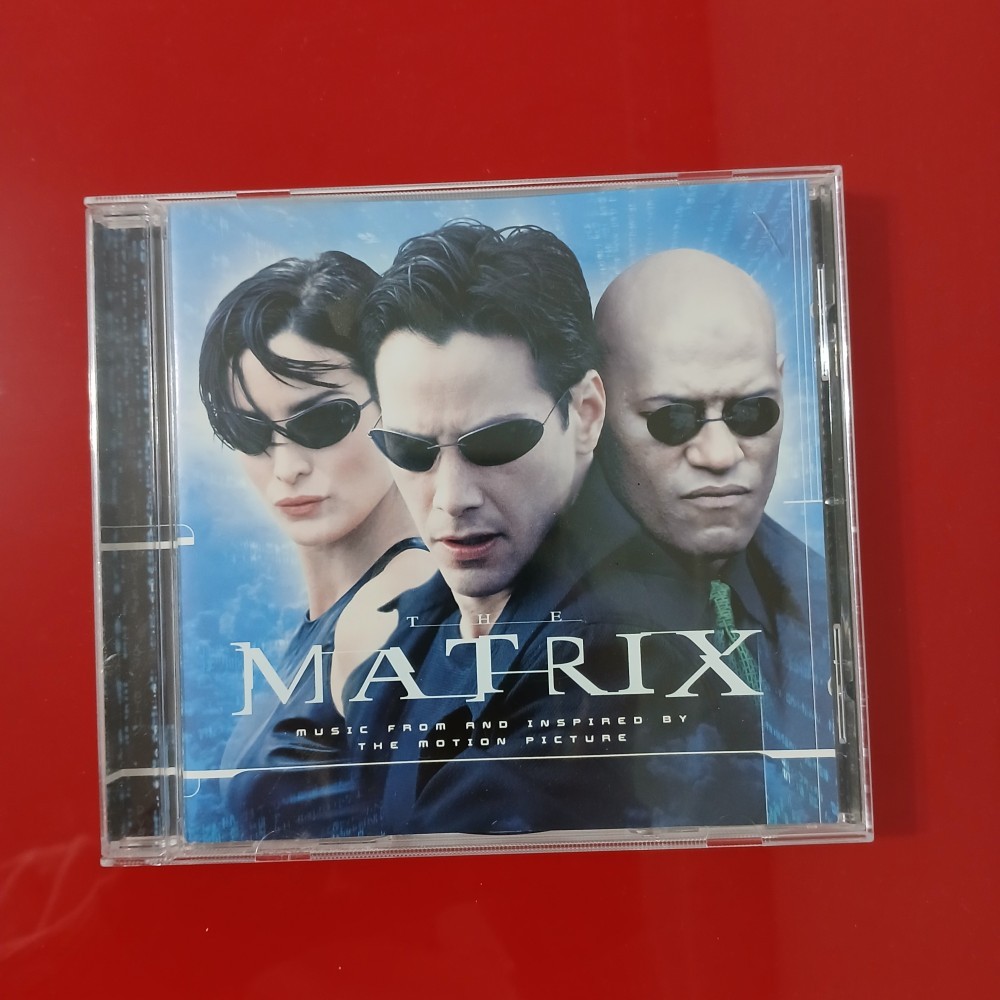 THE
MATRIX
MUSIC FROM AND INSPIRED BY
THE MOTION PICTURE